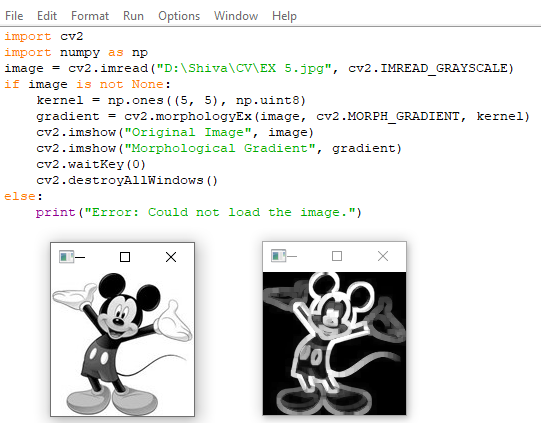 File Edit Format Run Options Window Help
import cv2
import numpy as np
image = cv2.imread("D:\Shiva\CV\EX 5.jpg", cv2.IMREAD_GRAYSCALE)
if image is not None:
    kernel = np.ones((5, 5), np.uint8)
    gradient = cv2.morphologyEx(image, cv2.MORPH_GRADIENT, kernel)
    cv2.imshow("Original Image", image)
    cv2.imshow("Morphological Gradient", gradient)
    cv2.waitKey(0)
    cv2.destroyAllWindows()
else:
    print("Error: Could not load the image.")